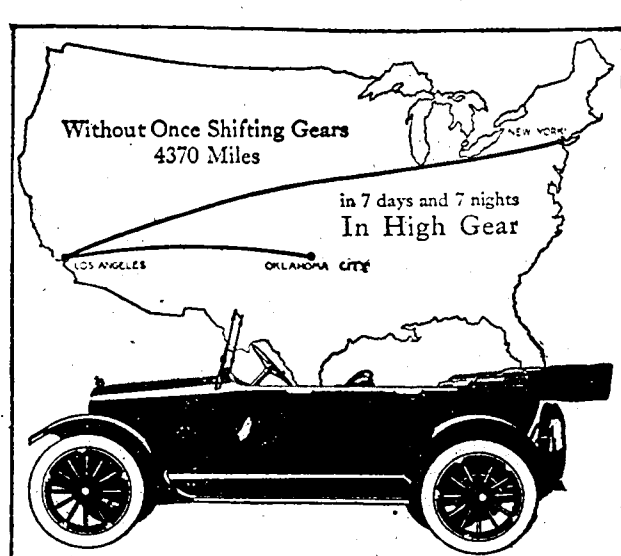 Without Once Shifting Gears
4370 Miles
NEW YORK
in 7 days and 7 nights
In High Gear
LOS ANGELES
OKLAHOMA CITY